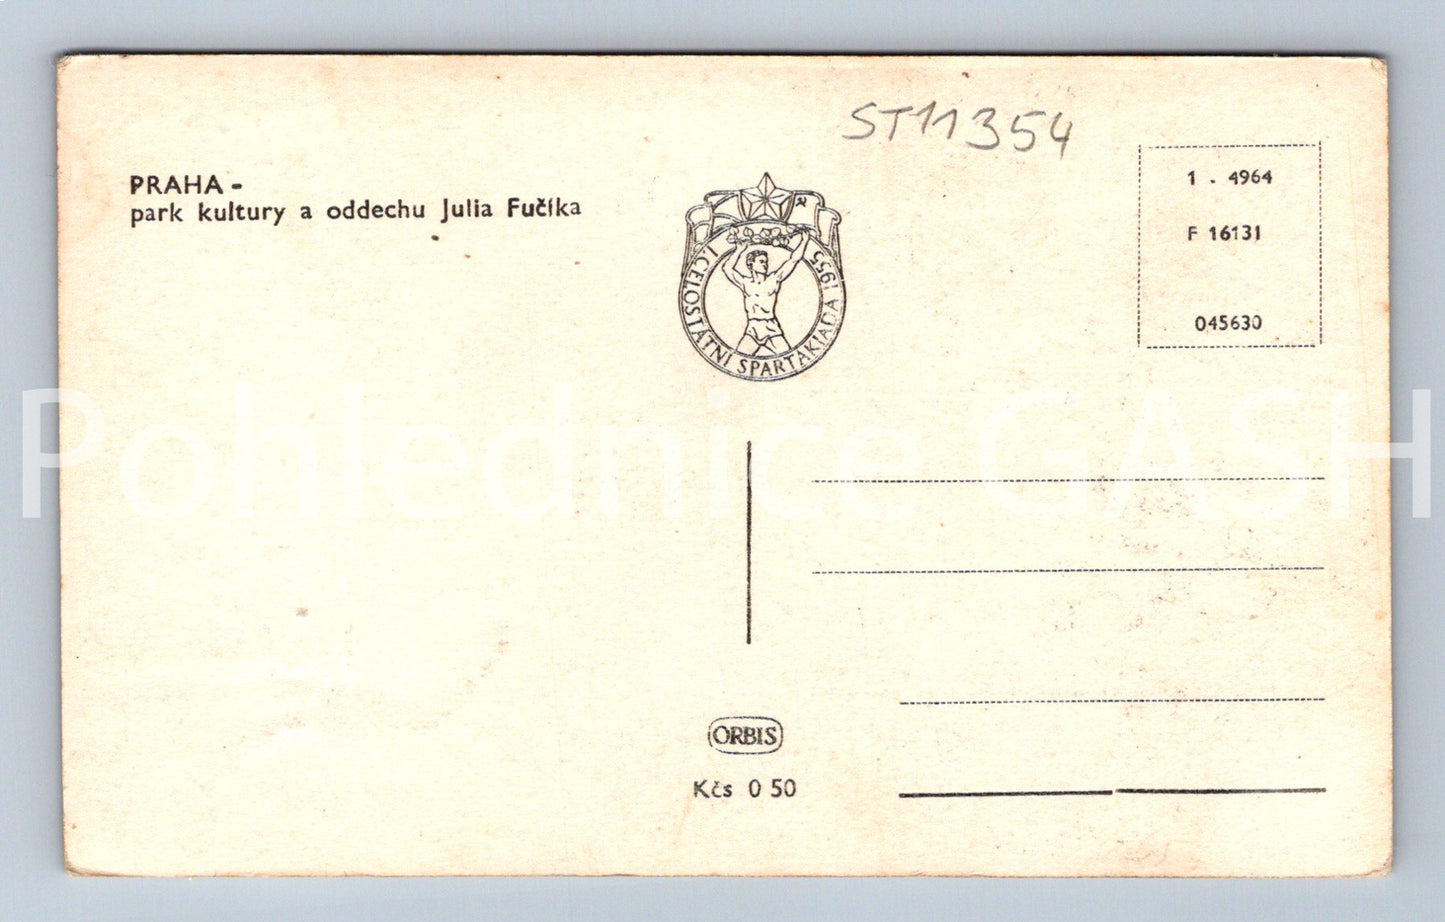 ST11354
PRAHA -
park kultury a oddechu Julia Fučíka
I. CELOSTÁTNÍ SPARTAKIÁDA 1955
1 . 4964
F 16131
045630
Pohlednice GASH
ORBIS
Kčs 0 50